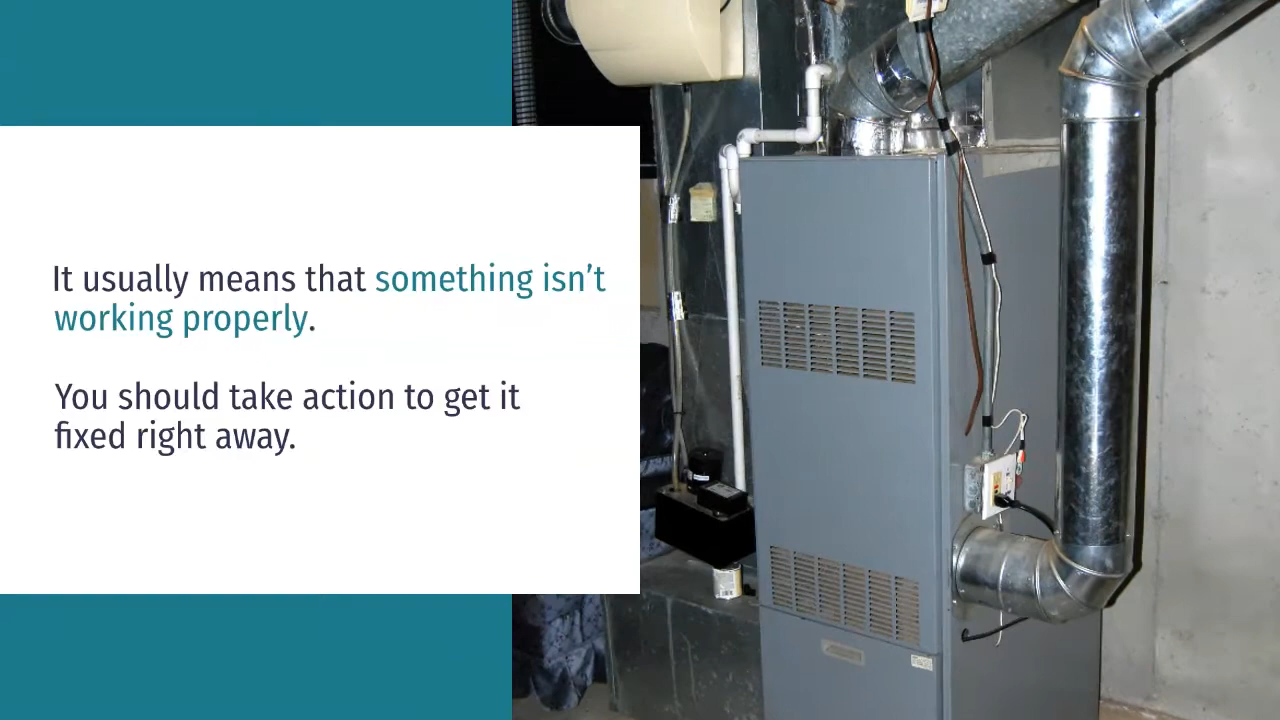 It usually means that something isn’t
working properly.
You should take action to get it
fixed right away.